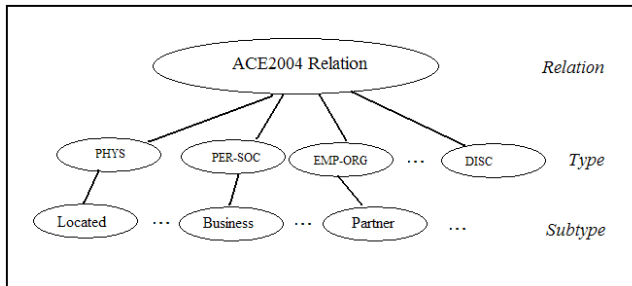 ACE2004 Relation
Relation
PHYS
PER-SOC
EMP-ORG
...
DISC
Type
Located
...
Business
...
Partner
...
Subtype